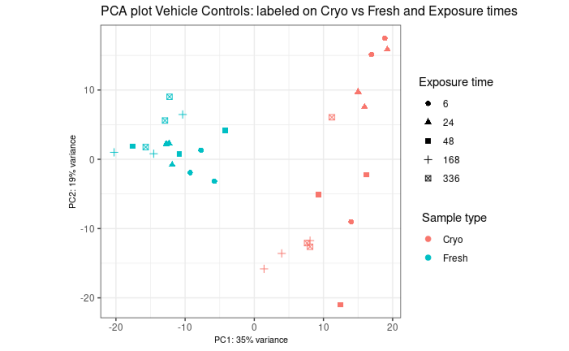 PCA plot Vehicle Controls: labeled on Cryo vs Fresh and Exposure times
PC2: 19% variance
10
0
-10
-20
-20
-10
0
10
20
PC1: 35% variance
Exposure time
6
24
48
168
336
Sample type
Cryo
Fresh